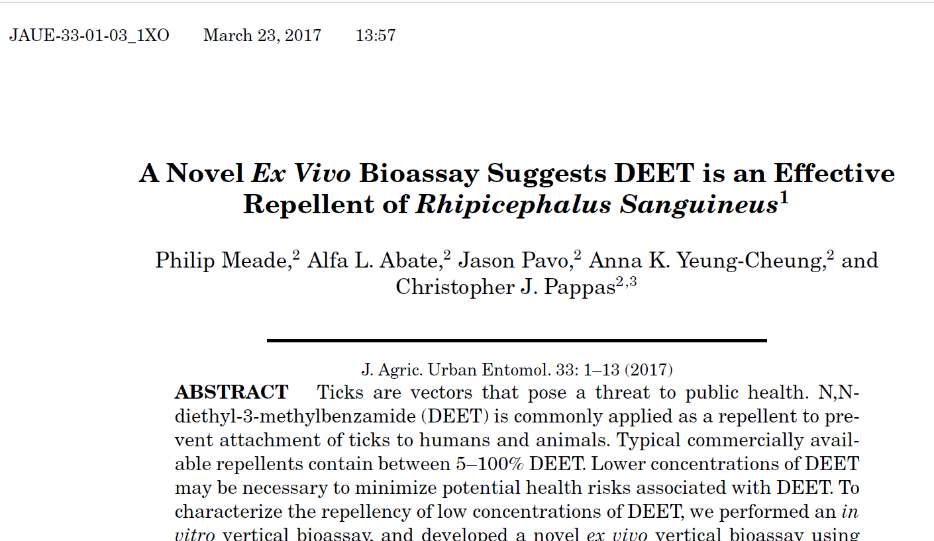 JAUE-33-01-03_1XO March 23, 2017 13:57
A Novel Ex Vivo Bioassay Suggests DEET is an Effective
Repellent of Rhipicephalus Sanguineus¹
Philip Meade,² Alfa L. Abate,² Jason Pavo,² Anna K. Yeung-Cheung,² and
Christopher J. Pappas²,³
J. Agric. Urban Entomol. 33: 1–13 (2017)
ABSTRACT Ticks are vectors that pose a threat to public health. N,N-
diethyl-3-methylbenzamide (DEET) is commonly applied as a repellent to pre-
vent attachment of ticks to humans and animals. Typical commercially avail-
able repellents contain between 5–100% DEET. Lower concentrations of DEET
may be necessary to minimize potential health risks associated with DEET. To
characterize the repellency of low concentrations of DEET, we performed an in
vitro vertical bioassay, and developed a novel ex vivo vertical bioassay using